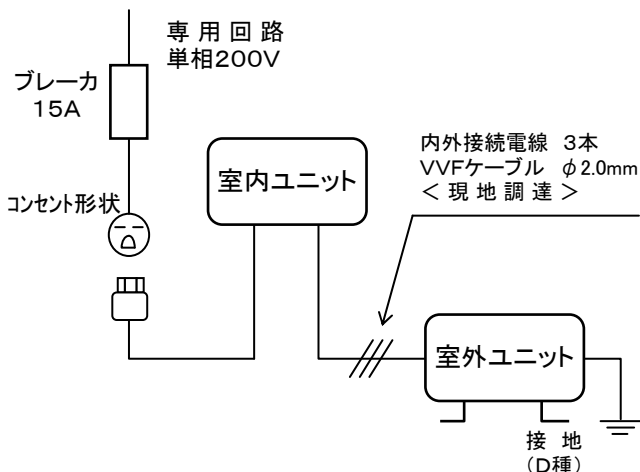 専用回路
単相200V
ブレーカ
15A
コンセント形状
室内ユニット
内外接続電線 3本
VVFケーブル φ2.0mm
<現地調達>
室外ユニット
接地
(D種)